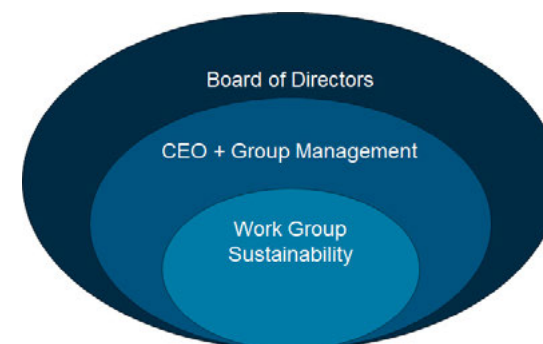 Board of Directors
CEO + Group Management
Work Group
Sustainability